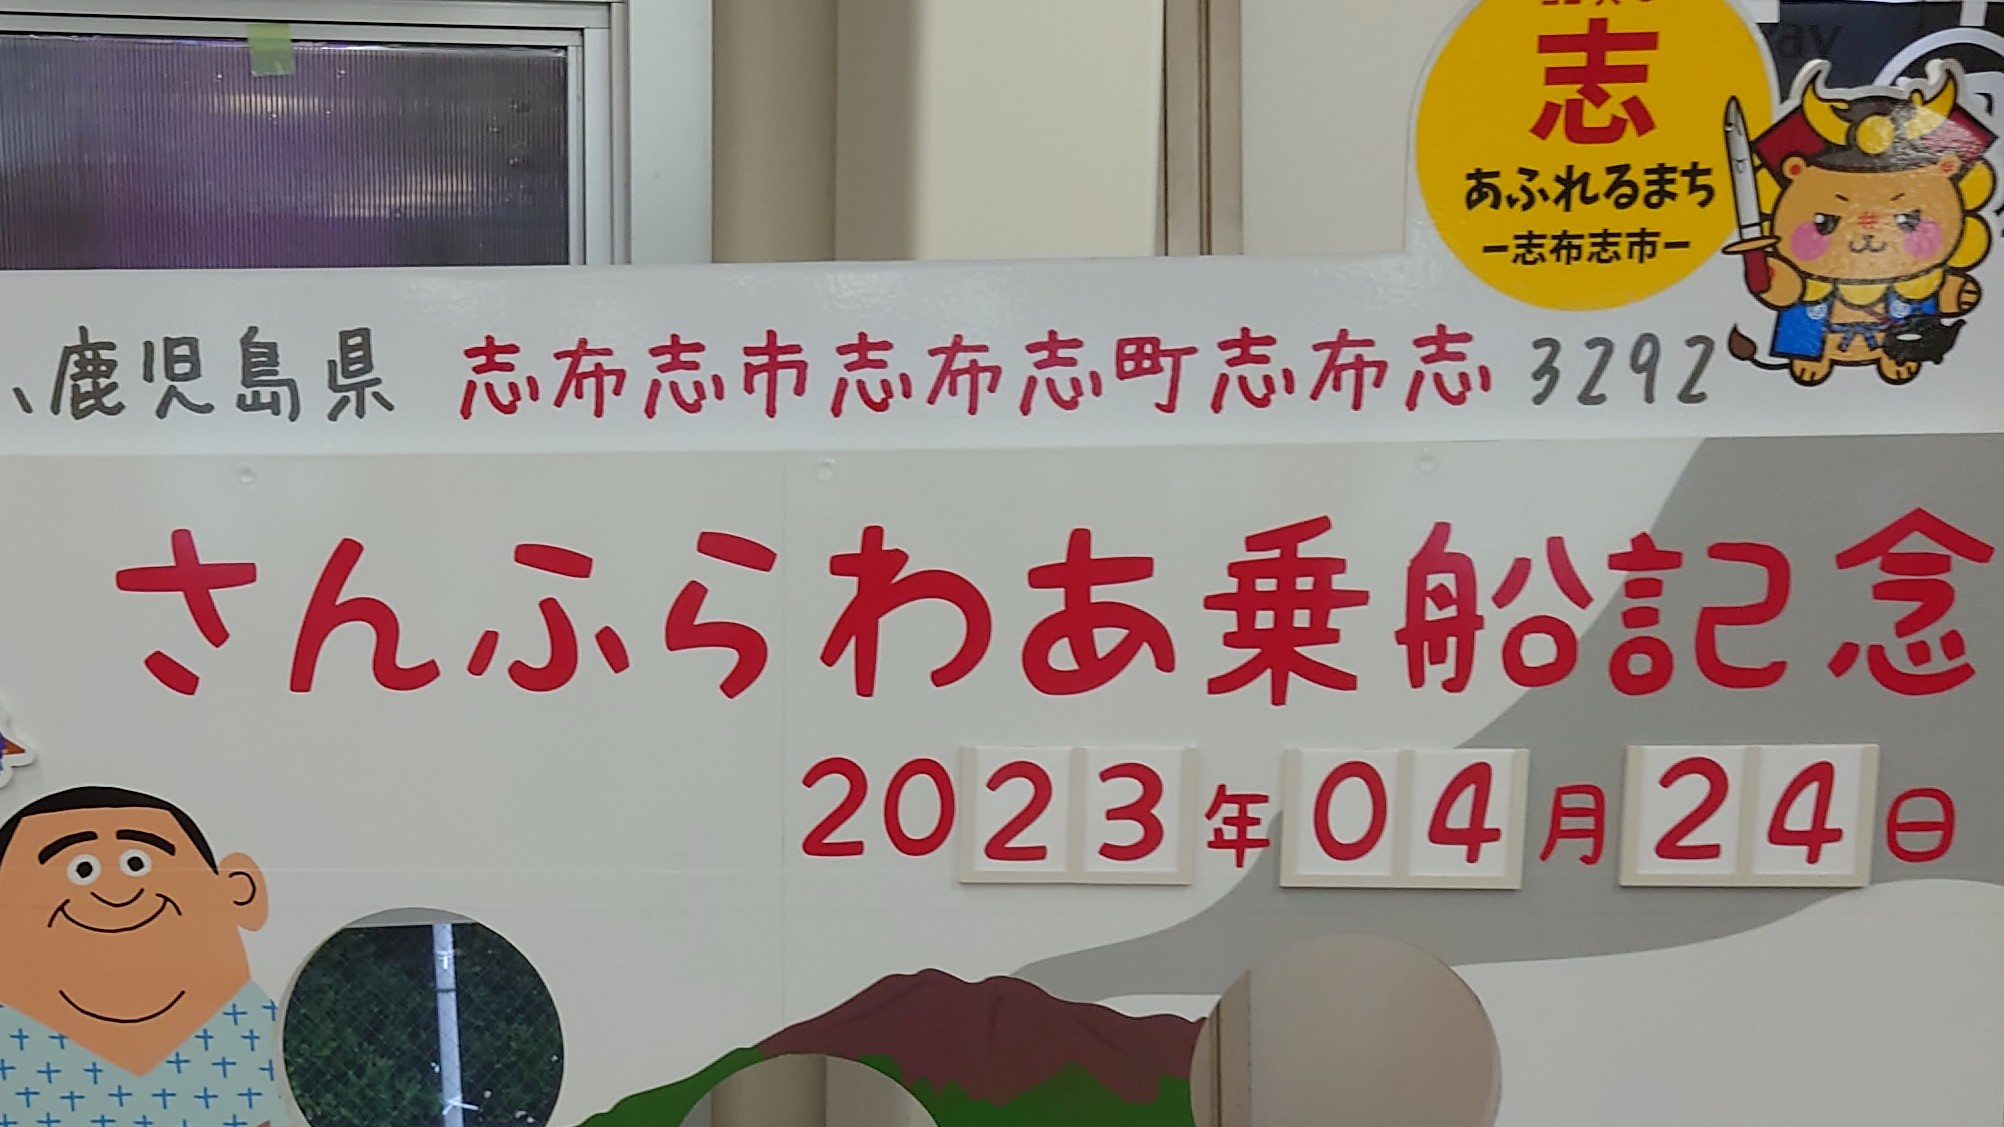 志
あふれるまち
ー志布志市ー
鹿児島県 志布志市志布志町志布志 3292
さんふらわあ乗船記念
2023年04月24日